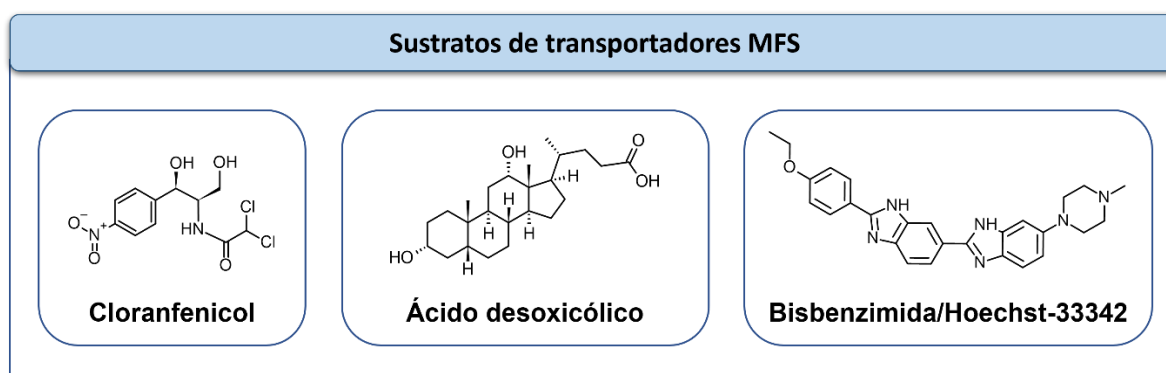 Sustratos de transportadores MFS
OH
OH
O⁻
N⁺
O
HN
O
Cl
Cl
Cloranfenicol
OH
O
OH
H
H
H
H
HO
H
Ácido desoxicólico
O
NH
N
NH
N
N
N
Bisbenzimida/Hoechst-33342